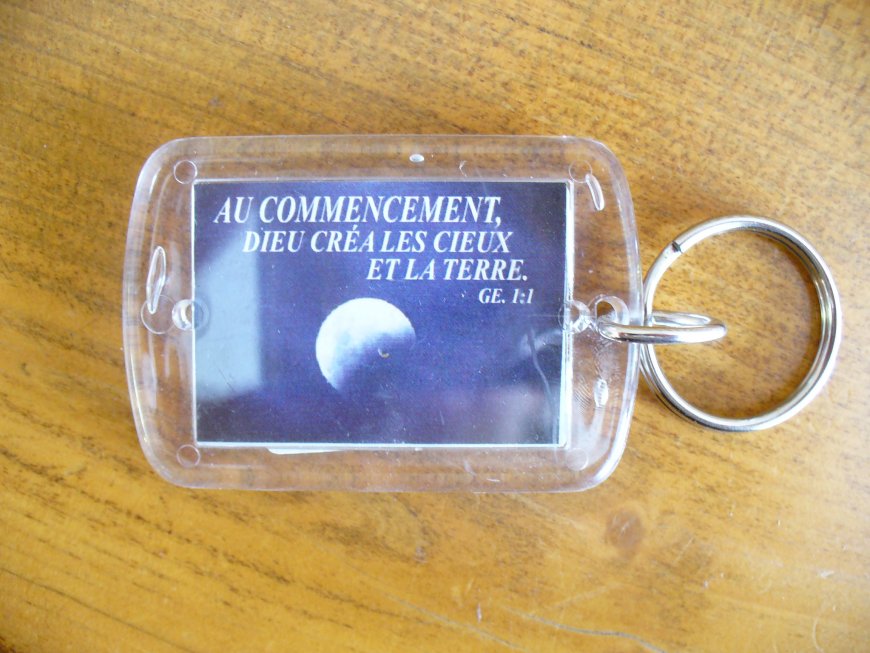 AU COMMENCEMENT,
DIEU CRÉA LES CIEUX
ET LA TERRE.
GE. 1:1